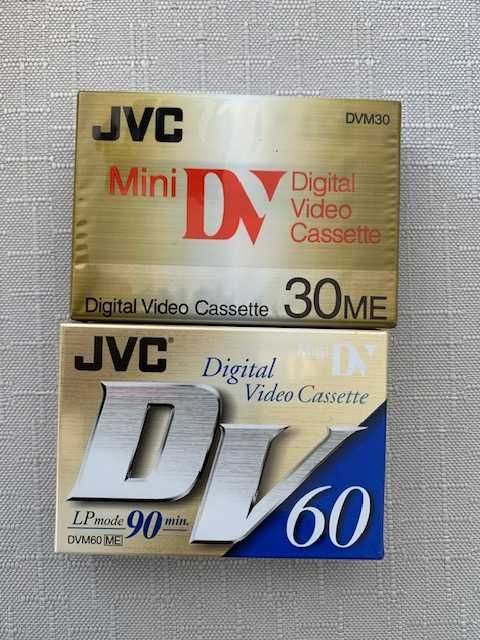 JVC
DVM30
Mini DV Digital
Video
Cassette
Digital Video Cassette 30ME
JVC®
Mini DV
Digital
Video Cassette
DV
LP mode 90 min.
60
DVM60 ME